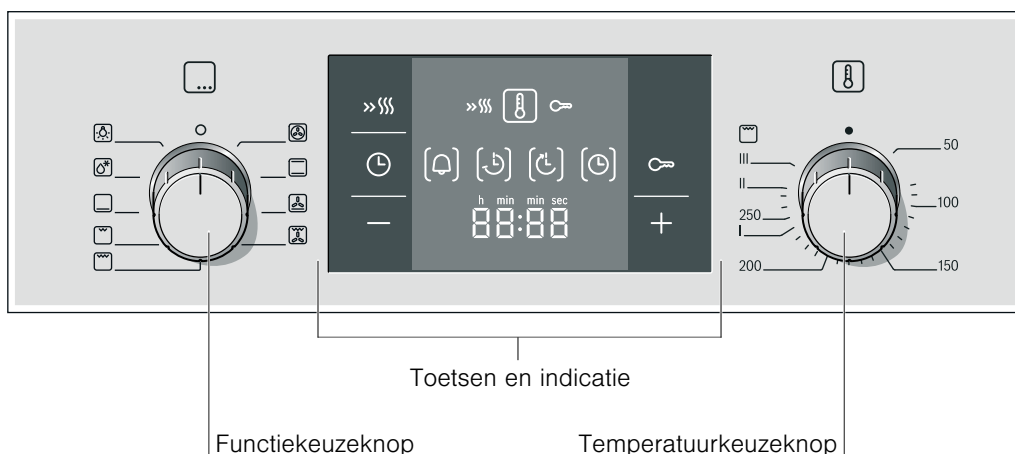 h min min sec
88:88
50
III
II
100
250
I
200
150
Toetsen en indicatie
Functiekeuzeknop
Temperatuurkeuzeknop